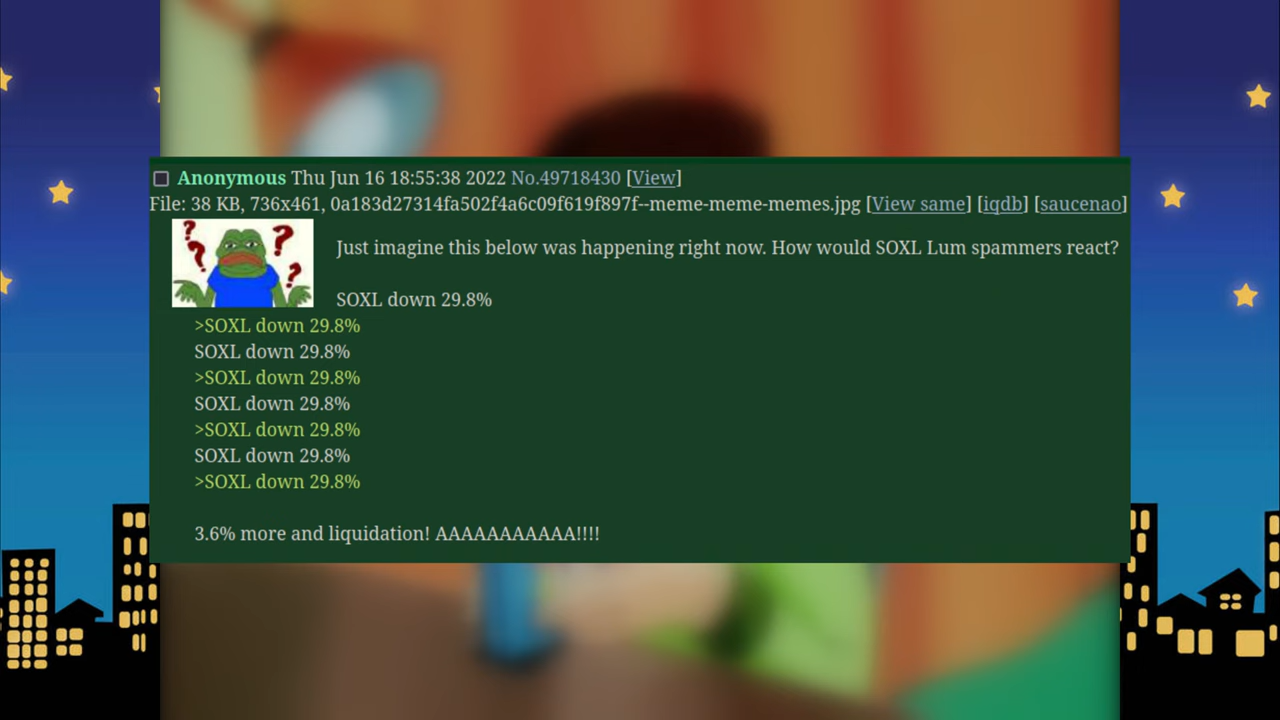 Anonymous Thu Jun 16 18:55:38 2022 No.49718430 [View]
File: 38 KB, 736x461, 0a183d27314fa502f4a6c09f619f897f--meme-meme-memes.jpg [View same] [iqdb] [saucenao]
? ? ? ?
Just imagine this below was happening right now. How would SOXL Lum spammers react?
SOXL down 29.8%
>SOXL down 29.8%
SOXL down 29.8%
>SOXL down 29.8%
SOXL down 29.8%
>SOXL down 29.8%
SOXL down 29.8%
>SOXL down 29.8%
3.6% more and liquidation! AAAAAAAAAAA!!!!